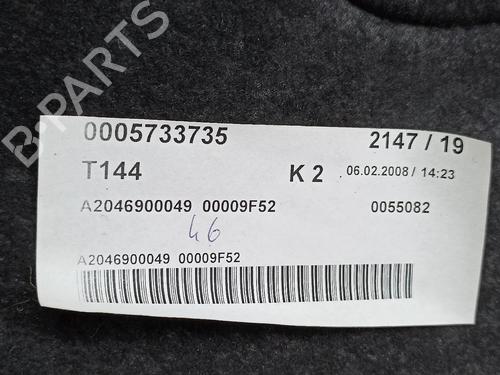 B-PARTS
0005733735 2147 / 19
T144 K 2 06.02.2008 / 14:23
A2046900049 00009F52 0055082
46
A2046900049 00009F52